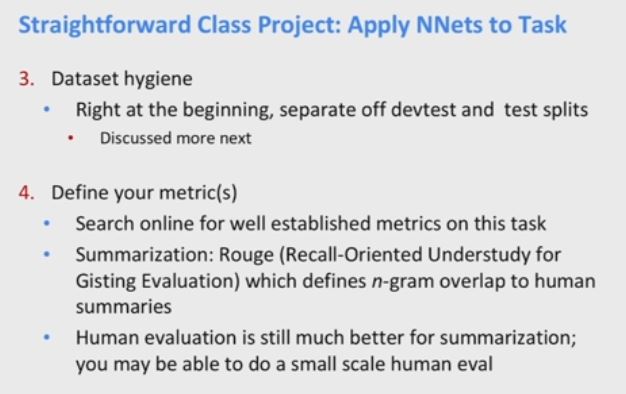 Straightforward Class Project: Apply NNets to Task
3. Dataset hygiene
• Right at the beginning, separate off devtest and test splits
• Discussed more next
4. Define your metric(s)
• Search online for well established metrics on this task
• Summarization: Rouge (Recall-Oriented Understudy for
Gisting Evaluation) which defines n-gram overlap to human
summaries
• Human evaluation is still much better for summarization;
you may be able to do a small scale human eval